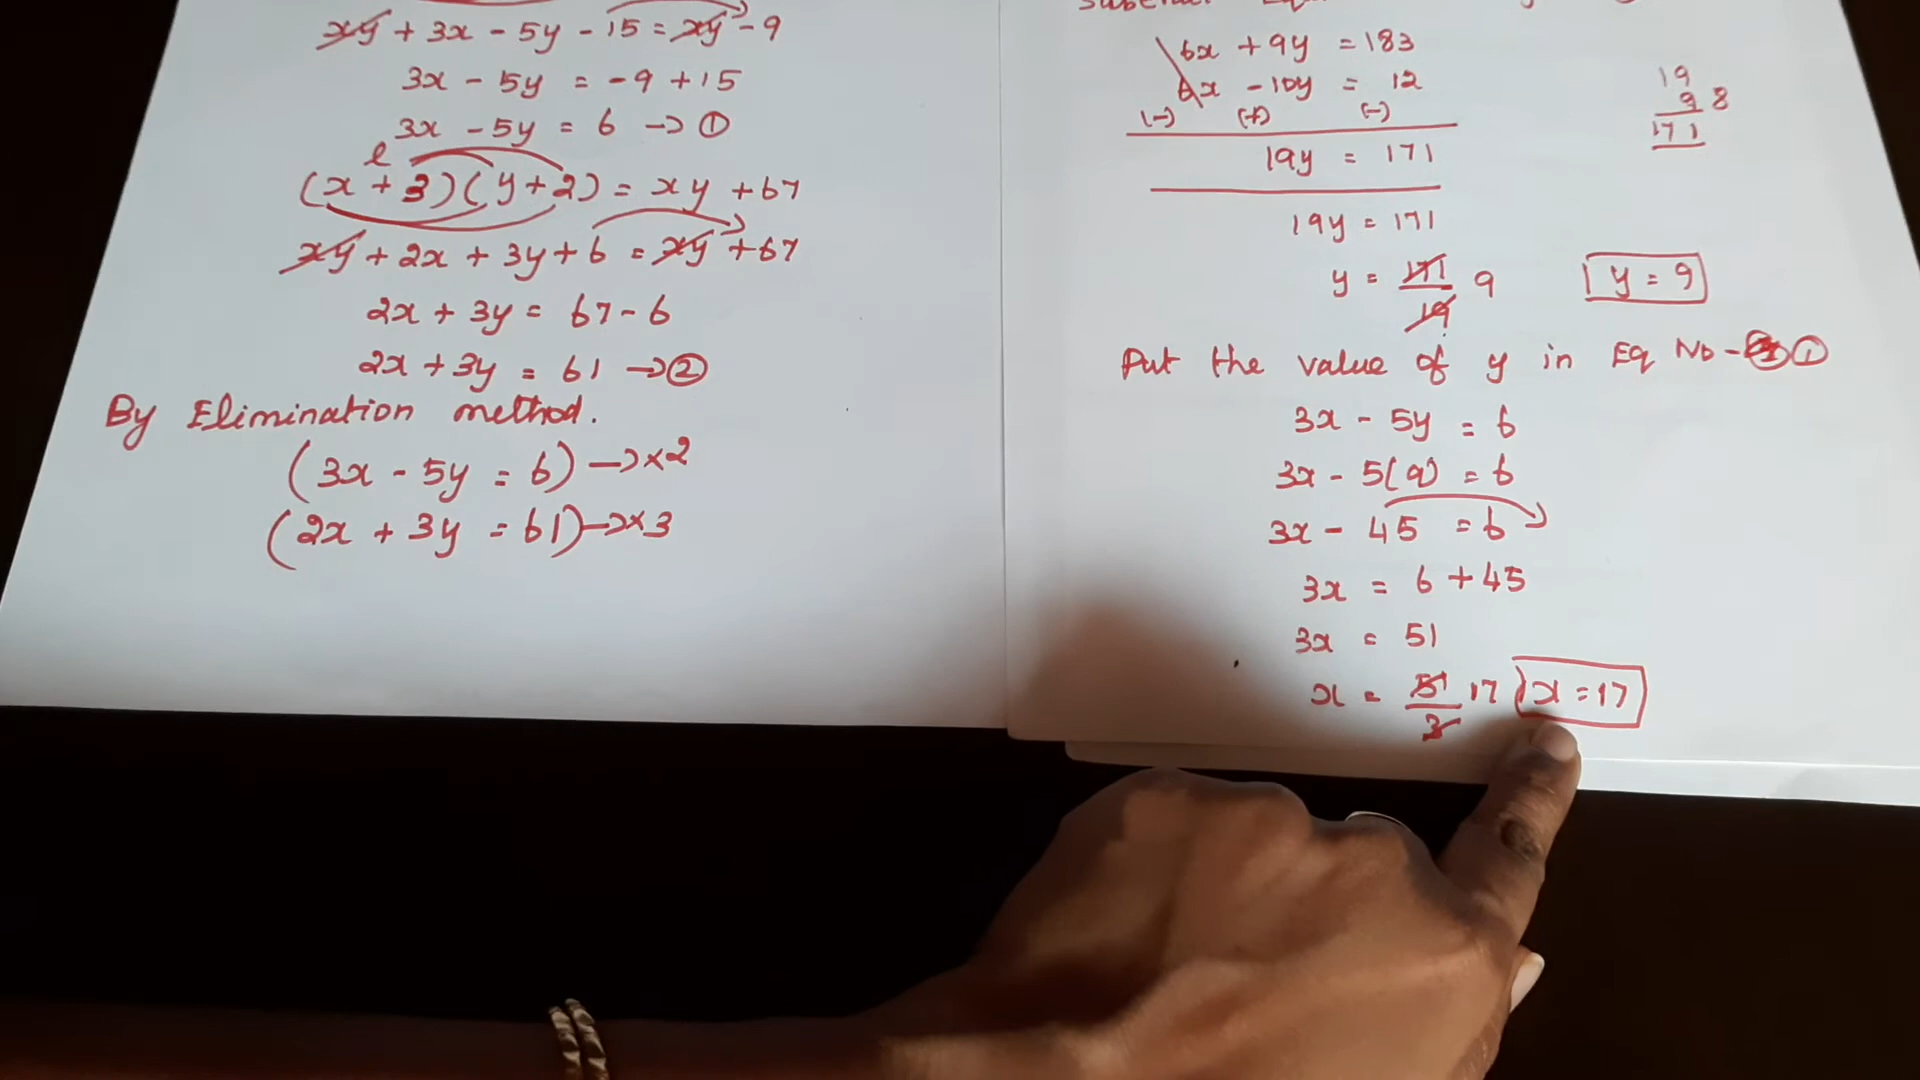 xy + 3x - 5y - 15 = xy - 9
3x - 5y = -9 + 15
3x - 5y = 6 → ①
(x + 3)(y + 2) = xy + 67
xy + 2x + 3y + 6 = xy + 67
2x + 3y = 67 - 6
2x + 3y = 61 → ②
By Elimination method.
(3x - 5y = 6) → ×2
(2x + 3y = 61) → ×3
6x + 9y = 183
6x - 10y = 12
(-) (+) (-)
19y = 171
19y = 171
y = 171/19 9
y = 9
Put the value of y in Eq No - ①
3x - 5y = 6
3x - 5(9) = 6
3x - 45 = 6
3x = 6 + 45
3x = 51
x = 51/3 17
x = 17
19
9 8
171